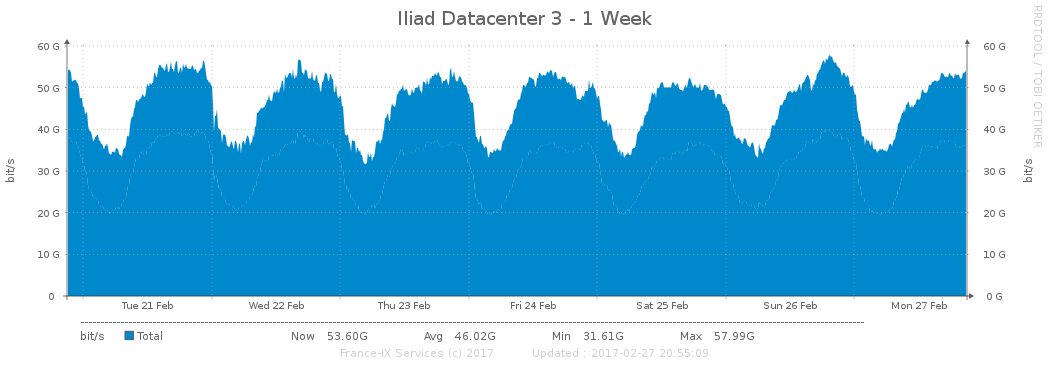 Iliad Datacenter 3 - 1 Week
RRDTOOL / TOBI OETIKER
60 G 60 G
50 G 50 G
40 G 40 G
30 G 30 G
20 G 20 G
10 G 10 G
0 0 G
bit/s bit/s
Tue 21 Feb Wed 22 Feb Thu 23 Feb Fri 24 Feb Sat 25 Feb Sun 26 Feb Mon 27 Feb
bit/s Total Now 53.60G Avg 46.02G Min 31.61G Max 57.99G
France-IX Services (c) 2017 Updated : 2017-02-27 20:55:09